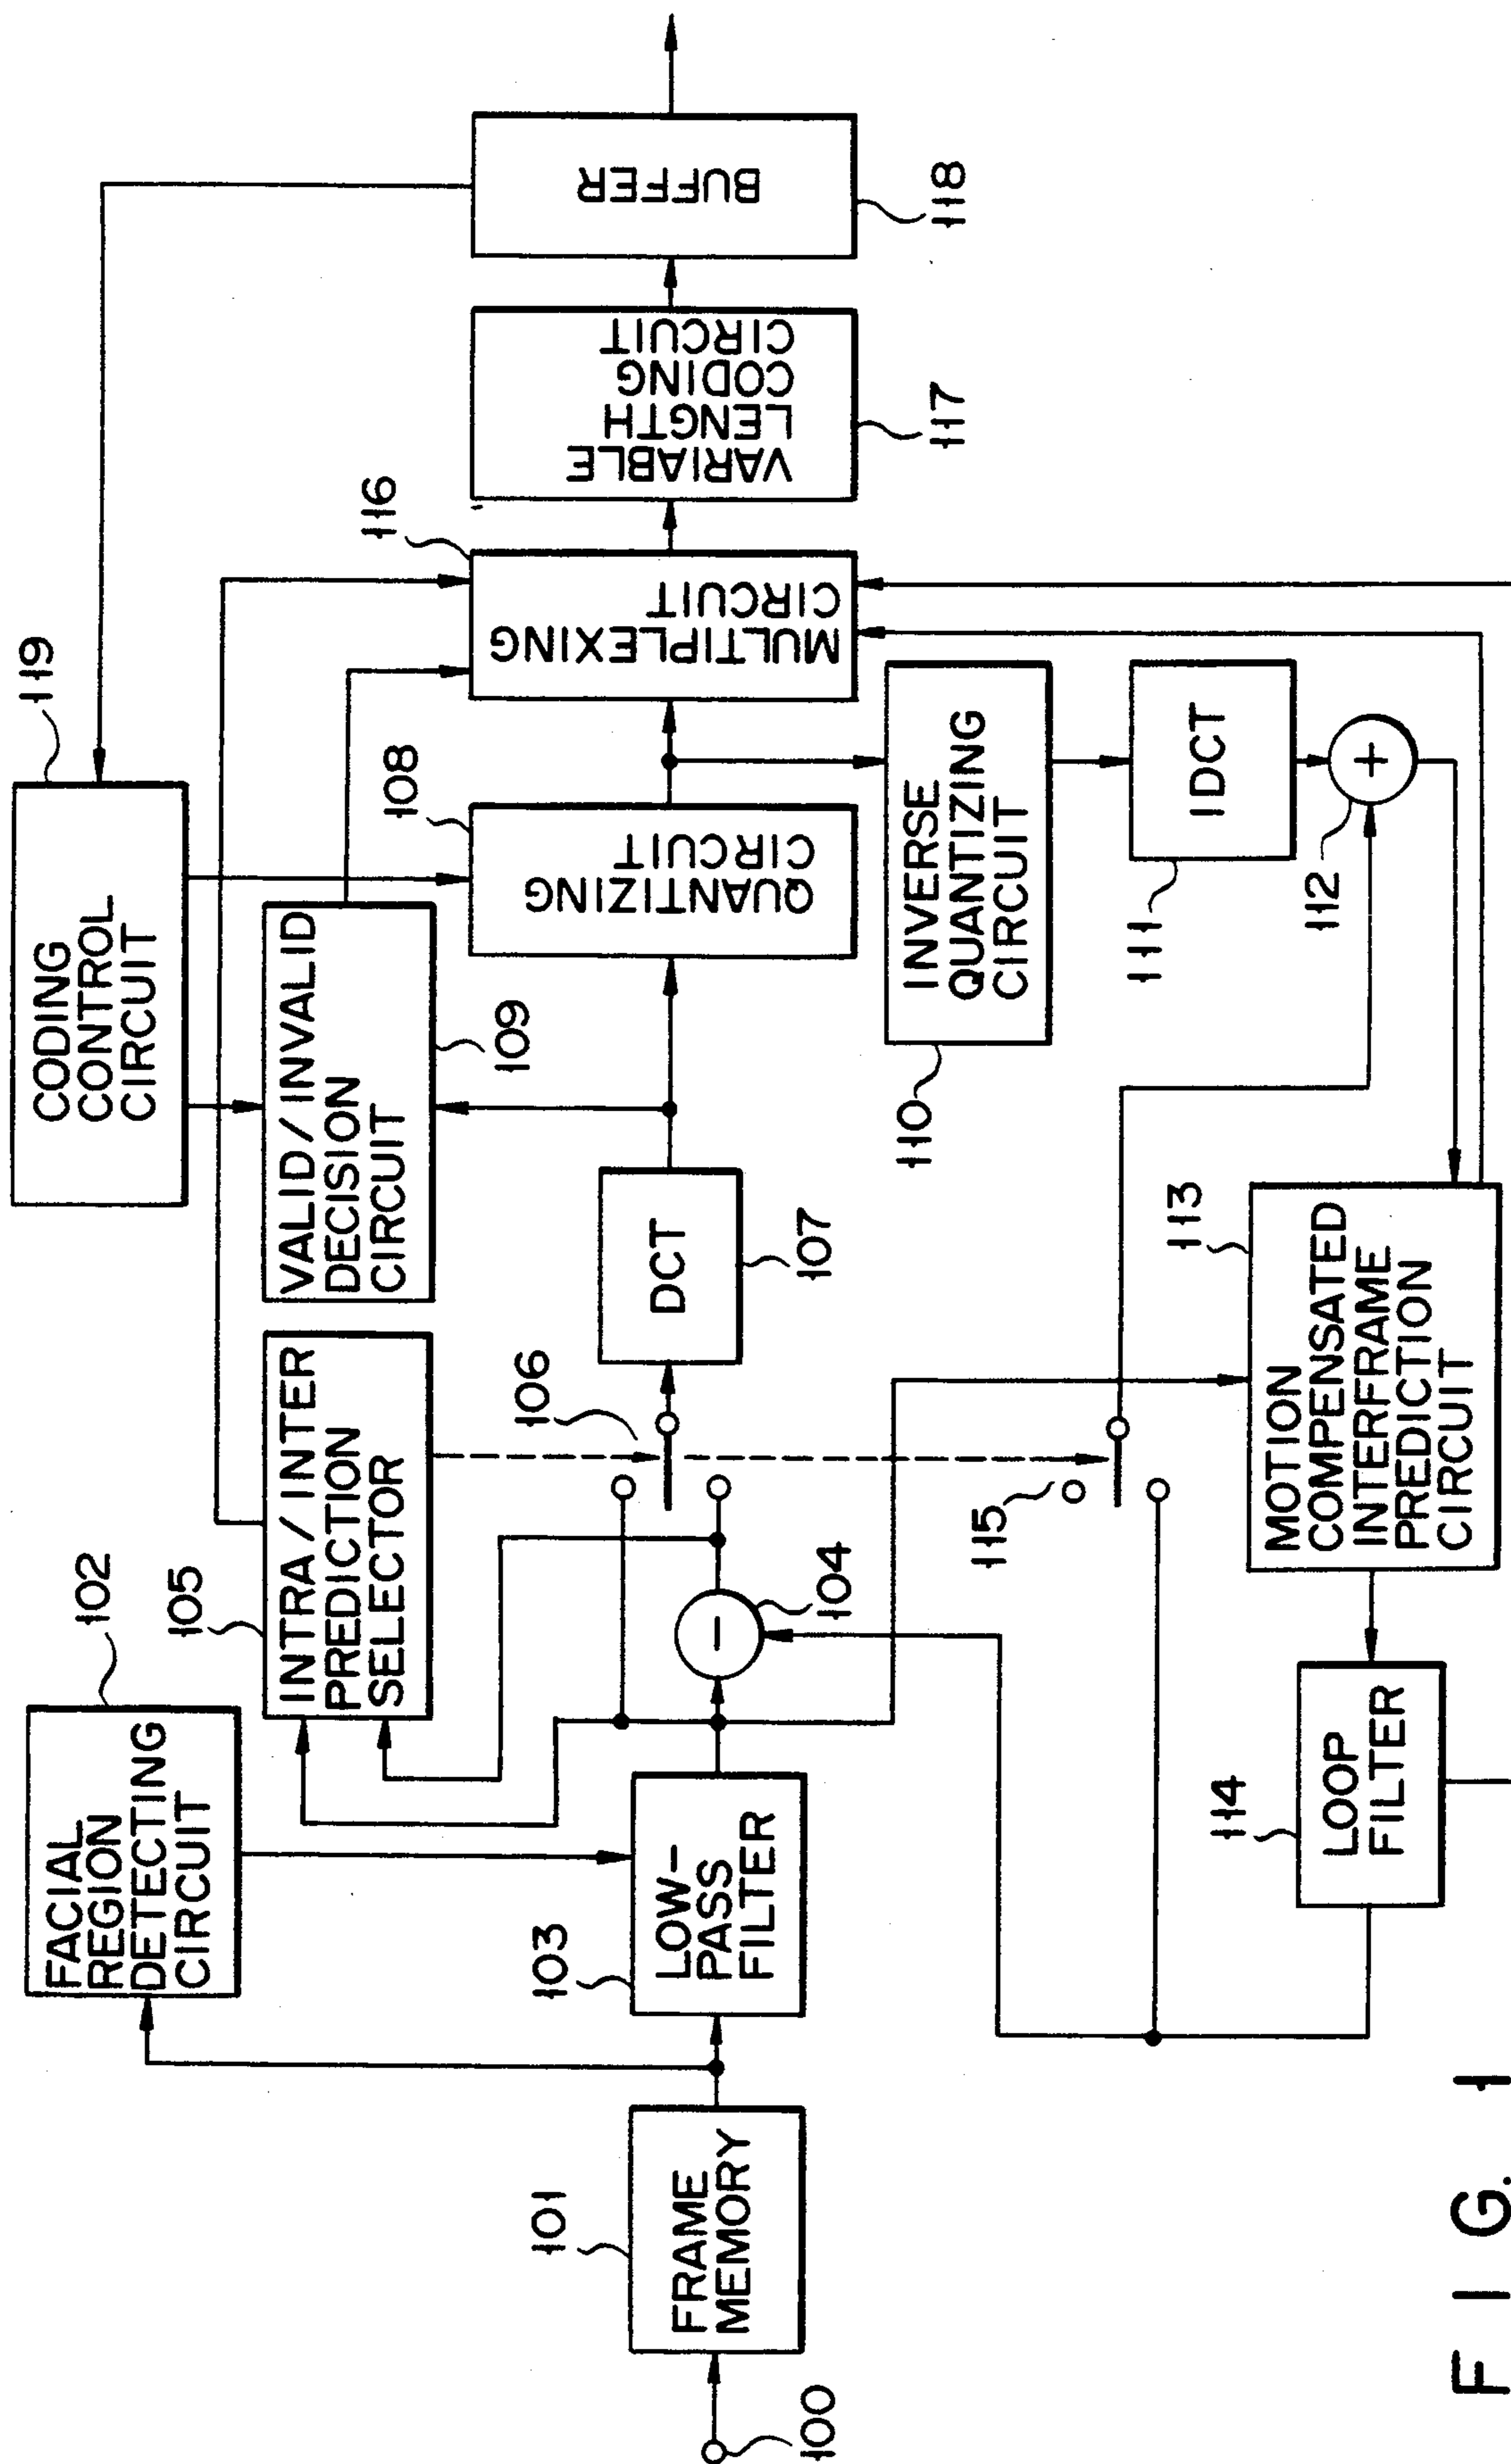 100
101
FRAME
MEMORY
102
FACIAL
REGION
DETECTING
CIRCUIT
103
LOW-
PASS
FILTER
104
−
105
INTRA / INTER
PREDICTION
SELECTOR
106
107
DCT
108
QUANTIZING
CIRCUIT
109
VALID / INVALID
DECISION
CIRCUIT
119
CODING
CONTROL
CIRCUIT
110
INVERSE
QUANTIZING
CIRCUIT
111
IDCT
112
+
113
MOTION
COMPENSATED
INTERFRAME
PREDICTION
CIRCUIT
114
LOOP
FILTER
115
116
MULTIPLEXING
CIRCUIT
117
VARIABLE
LENGTH
CODING
CIRCUIT
118
BUFFER
FIG. 1